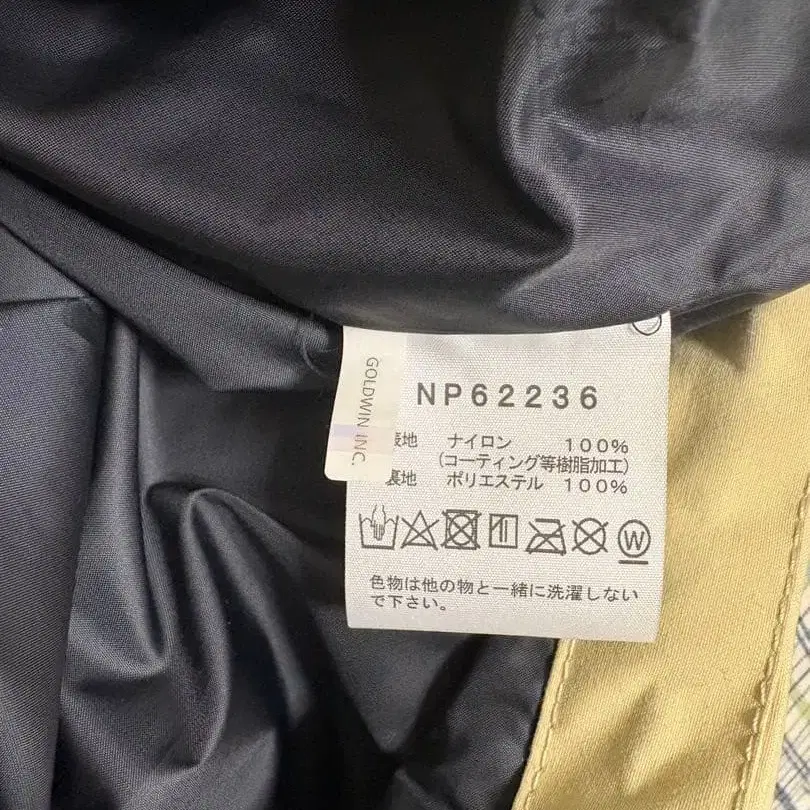 GOLDWIN INC.
NP62236
表地 ナイロン 100%
(コーティング等樹脂加工)
裏地 ポリエステル 100%
W
色物は他の物と一緒に洗濯しない
で下さい。